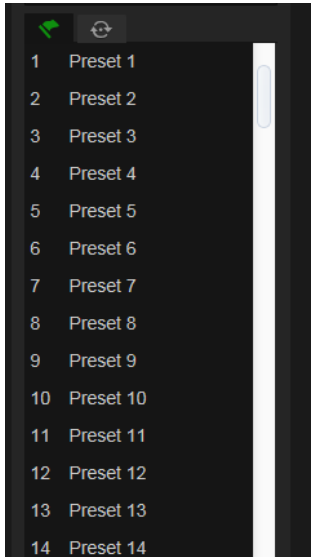 1 Preset 1
2 Preset 2
3 Preset 3
4 Preset 4
5 Preset 5
6 Preset 6
7 Preset 7
8 Preset 8
9 Preset 9
10 Preset 10
11 Preset 11
12 Preset 12
13 Preset 13
14 Preset 14